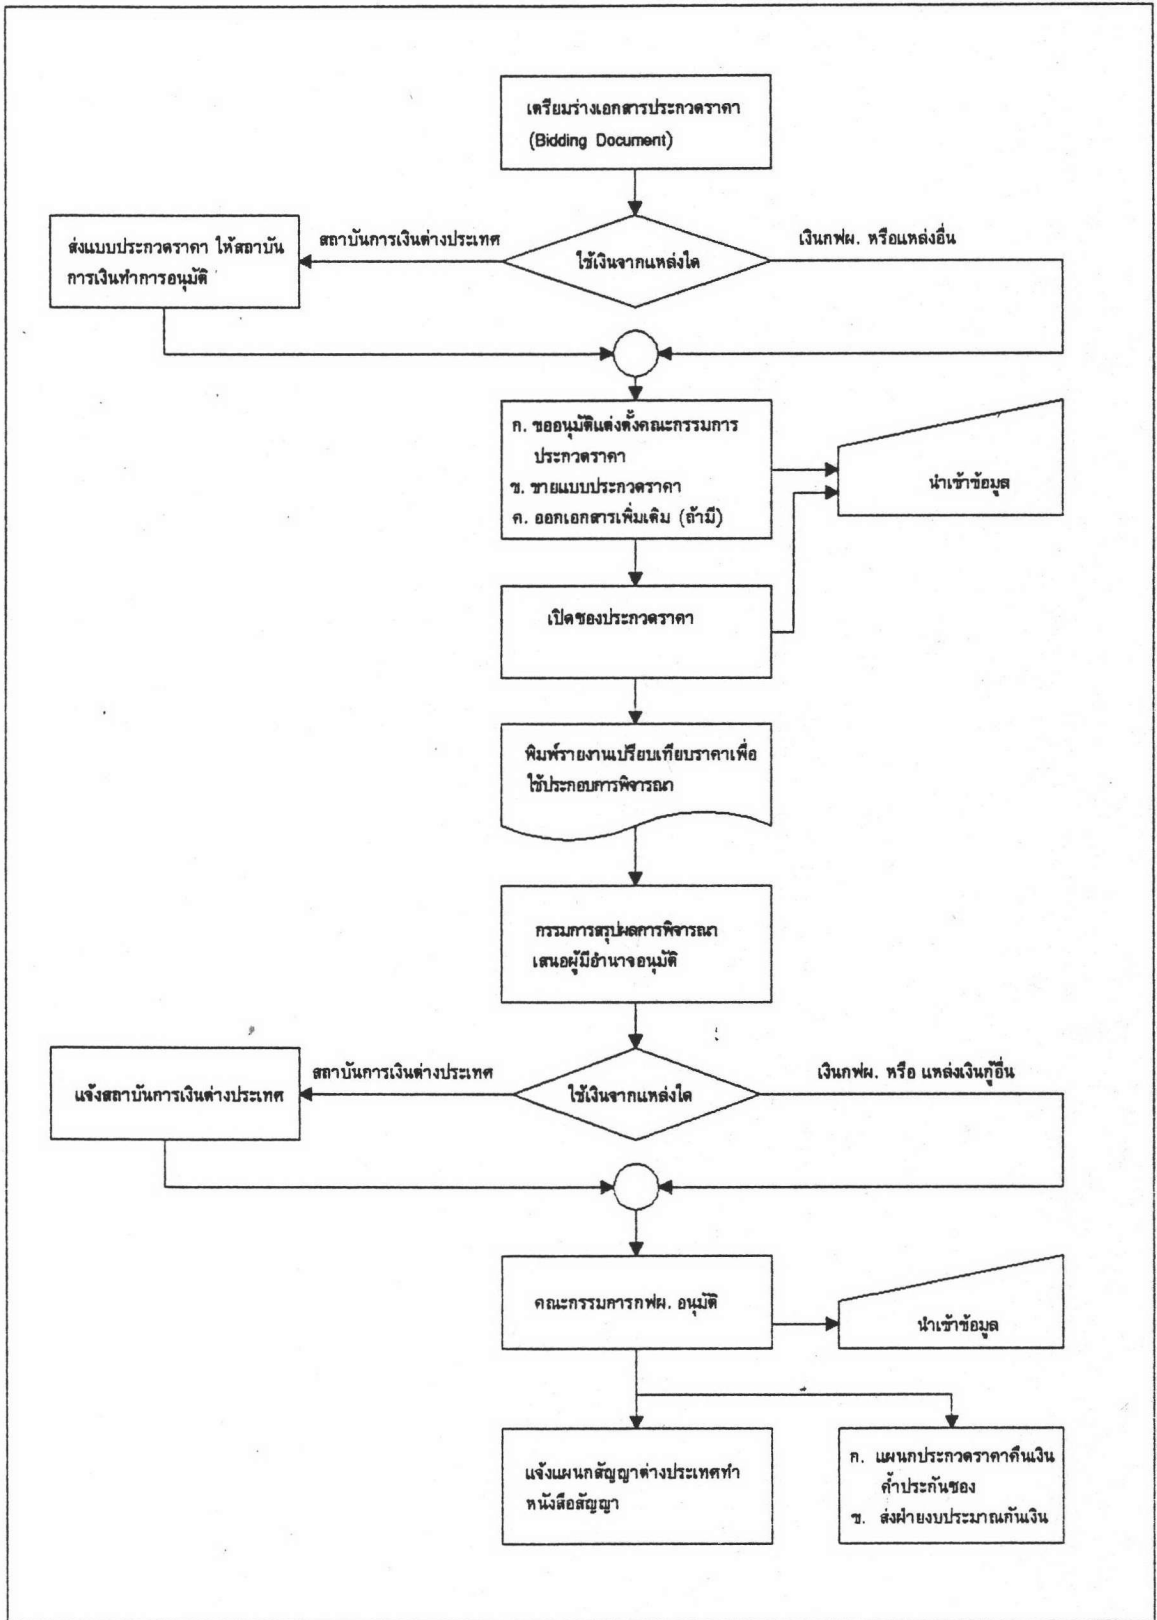 เตรียมร่างเอกสารประกวดราคา
(Bidding Document)
สถาบันการเงินต่างประเทศ
เงินกฟผ. หรือแหล่งอื่น
ส่งแบบประกวดราคา ให้สถาบัน
การเงินทำการอนุมัติ
ใช้เงินจากแหล่งใด
ก. ขออนุมัติแต่งตั้งคณะกรรมการ
ประกวดราคา
ข. ขายแบบประกวดราคา
ค. ออกเอกสารเพิ่มเติม (ถ้ามี)
นำเข้าข้อมูล
เปิดซองประกวดราคา
พิมพ์รายงานเปรียบเทียบราคาเพื่อ
ใช้ประกอบการพิจารณา
กรรมการสรุปผลการพิจารณา
เสนอผู้มีอำนาจอนุมัติ
สถาบันการเงินต่างประเทศ
เงินกฟผ. หรือ แหล่งเงินกู้อื่น
แจ้งสถาบันการเงินต่างประเทศ
ใช้เงินจากแหล่งใด
คณะกรรมการกฟผ. อนุมัติ
นำเข้าข้อมูล
แจ้งแผนกสัญญาต่างประเทศทำ
หนังสือสัญญา
ก. แผนกประกวดราคาคืนเงิน
ค้ำประกันซอง
ข. ส่งฝ่ายงบประมาณกันเงิน